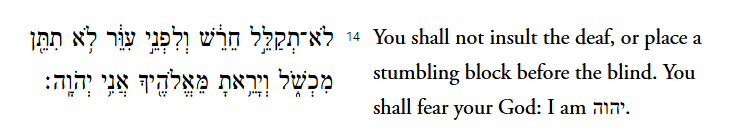 לֹא־תְקַלֵּ֣ל חֵרֵ֔שׁ וְלִפְנֵ֣י עִוֵּ֔ר לֹ֥א תִתֵּ֖ן
מִכְשֹׁ֑ל וְיָרֵ֥אתָ מֵּאֱלֹהֶ֖יךָ אֲנִ֥י יְהֹוָֽה׃
14 You shall not insult the deaf, or place a
stumbling block before the blind. You
shall fear your God: I am יהוה.